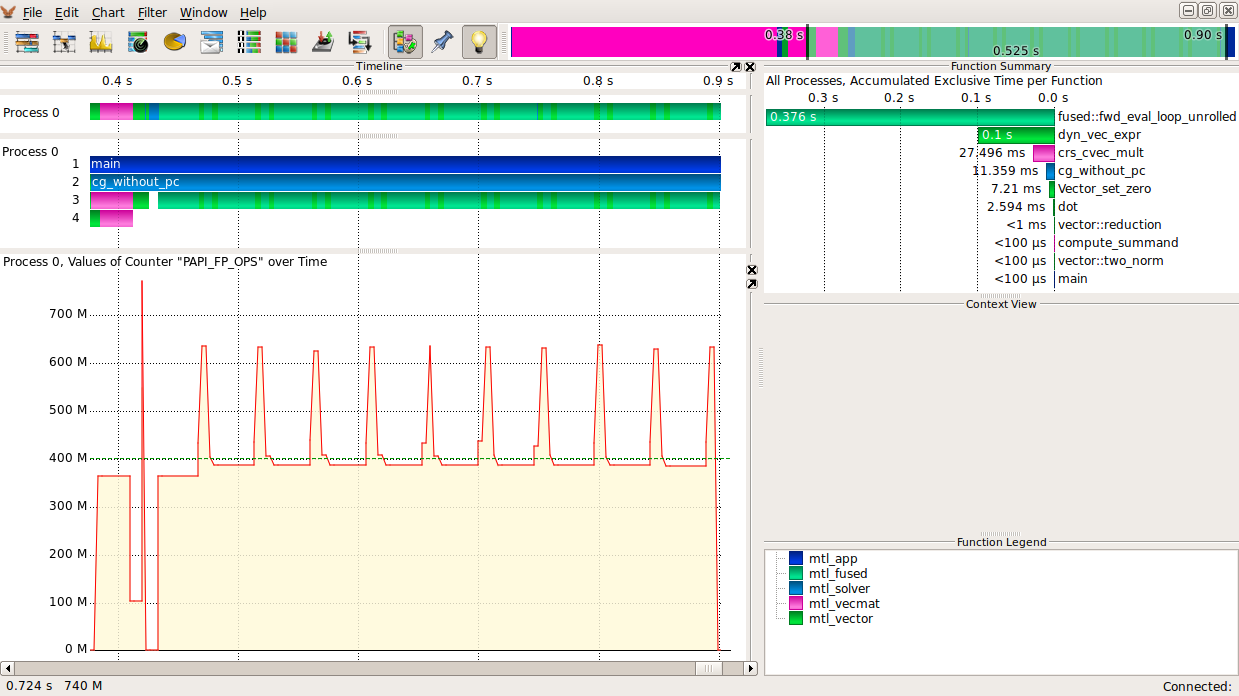 File Edit Chart Filter Window Help
0.38 s 0.525 s 0.90 s
Timeline
0.4 s 0.5 s 0.6 s 0.7 s 0.8 s 0.9 s
Process 0
Process 0
1 main
2 cg_without_pc
3
4
Process 0, Values of Counter "PAPI_FP_OPS" over Time
700 M
600 M
500 M
400 M
300 M
200 M
100 M
0 M
0.724 s 740 M
Function Summary
All Processes, Accumulated Exclusive Time per Function
0.3 s 0.2 s 0.1 s 0.0 s
0.376 s fused::fwd_eval_loop_unrolled
0.1 s dyn_vec_expr
27.496 ms crs_cvec_mult
11.359 ms cg_without_pc
7.21 ms Vector_set_zero
2.594 ms dot
<1 ms vector::reduction
<100 µs compute_summand
<100 µs vector::two_norm
<100 µs main
Context View
Function Legend
mtl_app
mtl_fused
mtl_solver
mtl_vecmat
mtl_vector
Connected: